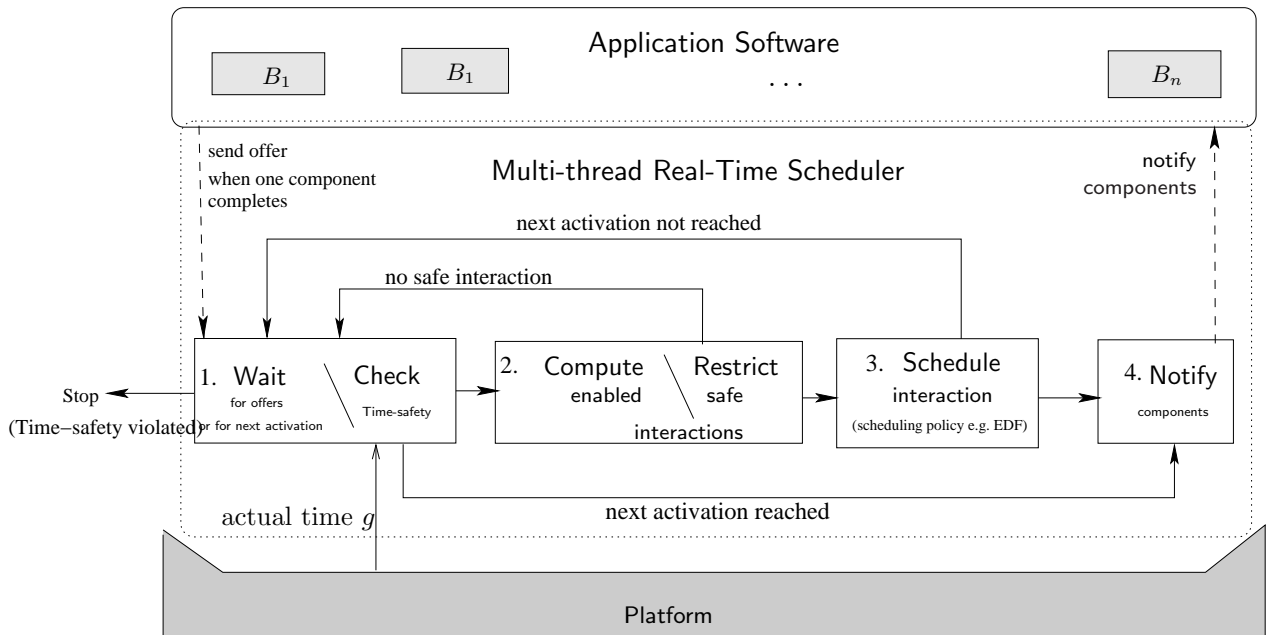 Application Software
B1
B1
. . .
Bn
send offer
when one component
completes
Multi-thread Real-Time Scheduler
notify
components
next activation not reached
no safe interaction
1. Wait
for offers
or for next activation
Check
Time-safety
2. Compute
enabled
Restrict
safe
interactions
3. Schedule
interaction
(scheduling policy e.g. EDF)
4. Notify
components
Stop
(Time−safety violated)
actual time g
next activation reached
Platform